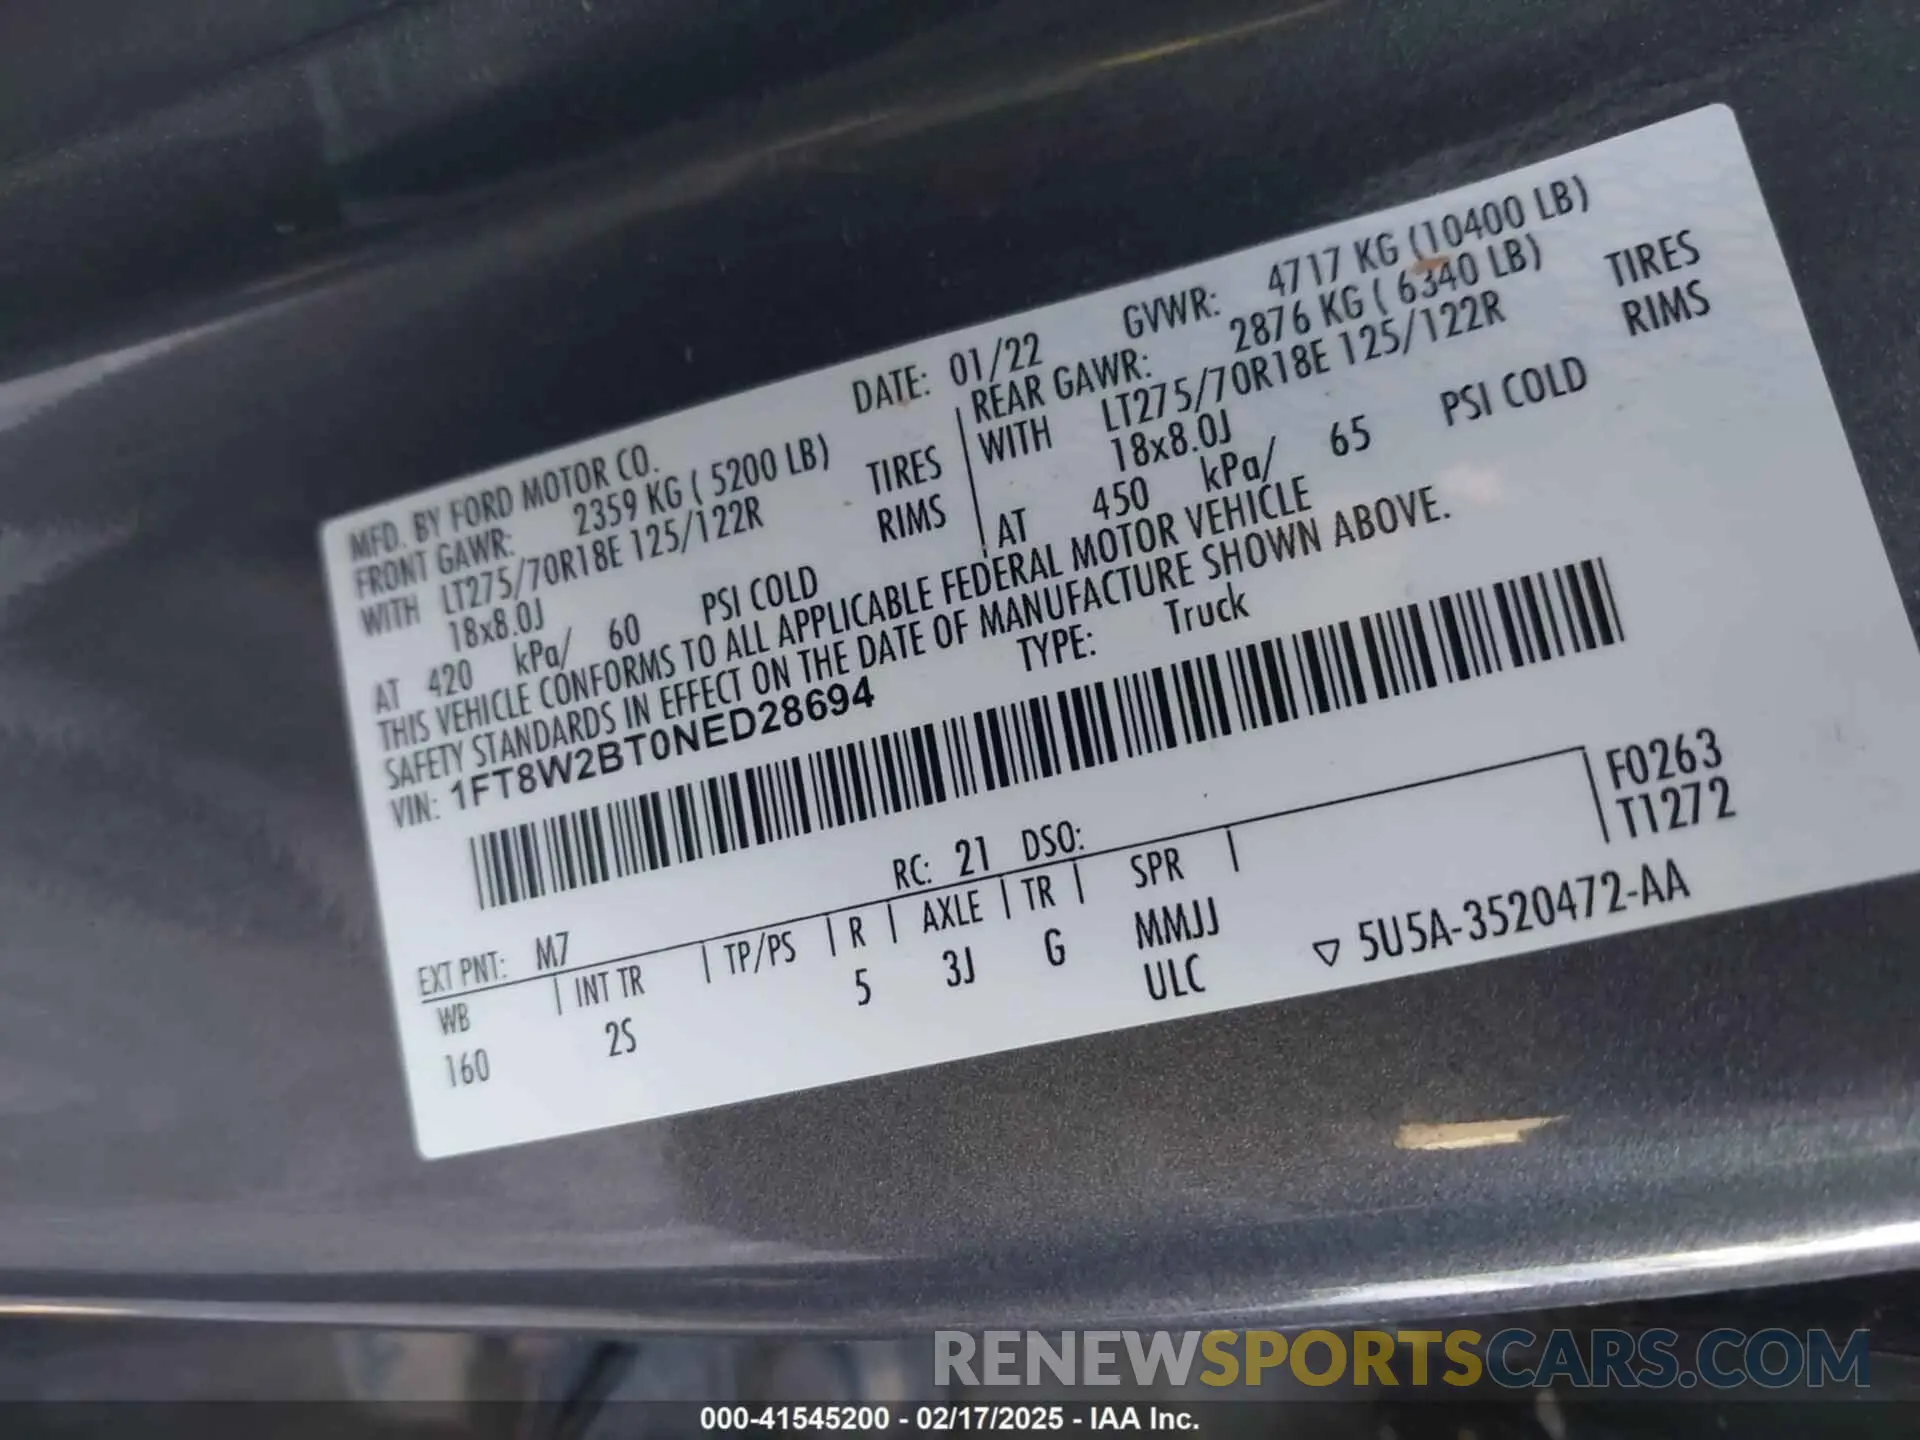 MFD. BY FORD MOTOR CO.
DATE: 01/22 GVWR: 4717 KG (10400 LB)
FRONT GAWR: 2359 KG ( 5200 LB)
REAR GAWR: 2876 KG ( 6340 LB)
WITH LT275/70R18E 125/122R TIRES
WITH LT275/70R18E 125/122R TIRES
18x8.0J RIMS
18x8.0J RIMS
AT 420 kPa/ 60 PSI COLD
AT 450 kPa/ 65 PSI COLD
THIS VEHICLE CONFORMS TO ALL APPLICABLE FEDERAL MOTOR VEHICLE
SAFETY STANDARDS IN EFFECT ON THE DATE OF MANUFACTURE SHOWN ABOVE.
VIN: 1FT8W2BT0NED28694 TYPE: Truck
F0263
T1272
EXT PNT: M7 RC: 21 DSO:
WB INT TR TP/PS R AXLE TR SPR
160 2S 5 3J G MMJJ
ULC
▽ 5U5A-3520472-AA
RENEWSPORTSCARS.COM
000-41545200 - 02/17/2025 - IAA Inc.